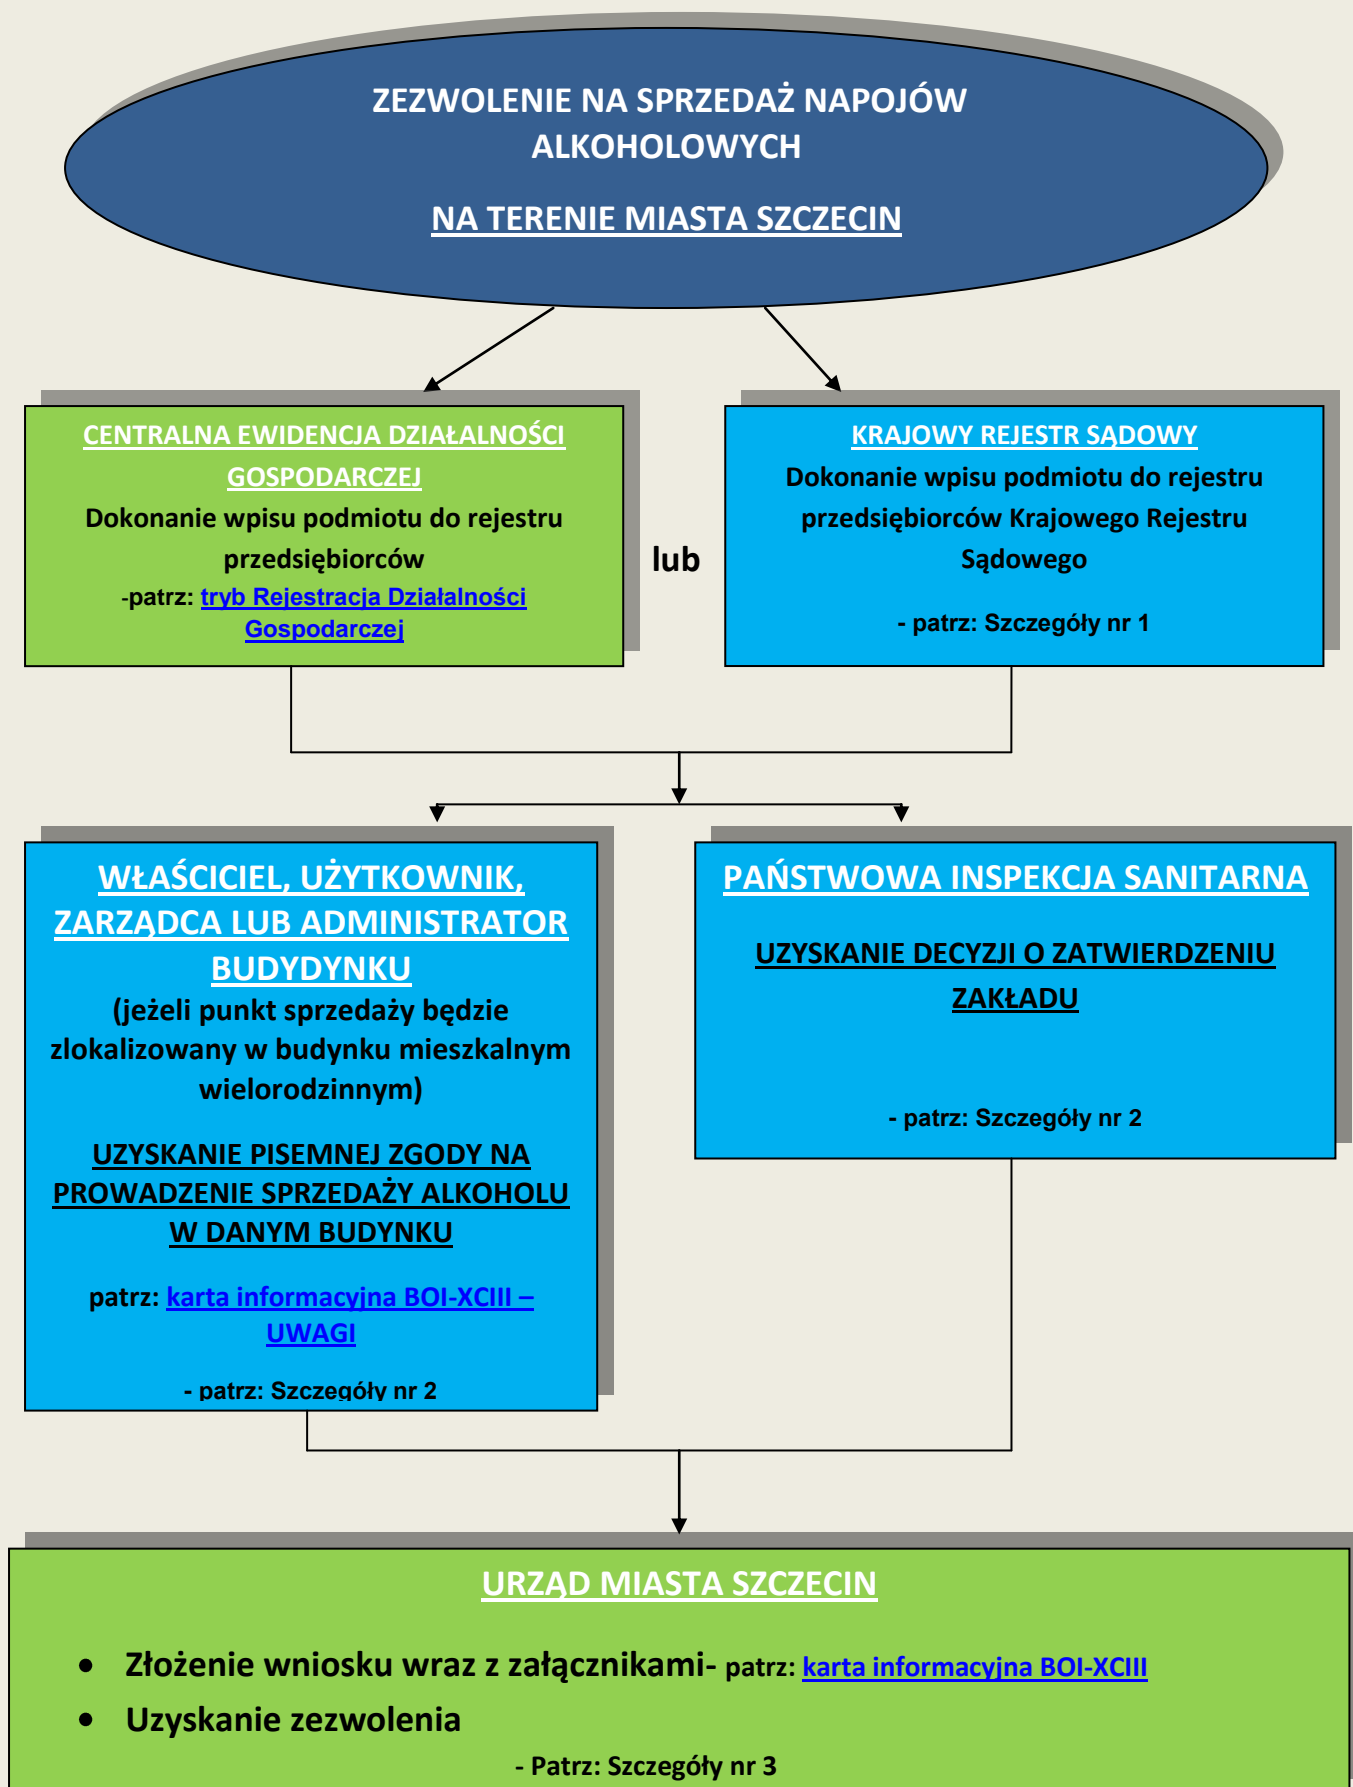 ZEZWOLENIE NA SPRZEDAŻ NAPOJÓW
ALKOHOLOWYCH
NA TERENIE MIASTA SZCZECIN
CENTRALNA EWIDENCJA DZIAŁALNOŚCI
GOSPODARCZEJ
Dokonanie wpisu podmiotu do rejestru
przedsiębiorców
-patrz: tryb Rejestracja Działalności
Gospodarczej
lub
KRAJOWY REJESTR SĄDOWY
Dokonanie wpisu podmiotu do rejestru
przedsiębiorców Krajowego Rejestru
Sądowego
- patrz: Szczegóły nr 1
WŁAŚCICIEL, UŻYTKOWNIK,
ZARZĄDCA LUB ADMINISTRATOR
BUDYDYNKU
(jeżeli punkt sprzedaży będzie
zlokalizowany w budynku mieszkalnym
wielorodzinnym)
UZYSKANIE PISEMNEJ ZGODY NA
PROWADZENIE SPRZEDAŻY ALKOHOLU
W DANYM BUDYNKU
patrz: karta informacyjna BOI-XCIII –
UWAGI
- patrz: Szczegóły nr 2
PAŃSTWOWA INSPEKCJA SANITARNA
UZYSKANIE DECYZJI O ZATWIERDZENIU
ZAKŁADU
- patrz: Szczegóły nr 2
URZĄD MIASTA SZCZECIN
• Złożenie wniosku wraz z załącznikami- patrz: karta informacyjna BOI-XCIII
• Uzyskanie zezwolenia
- Patrz: Szczegóły nr 3